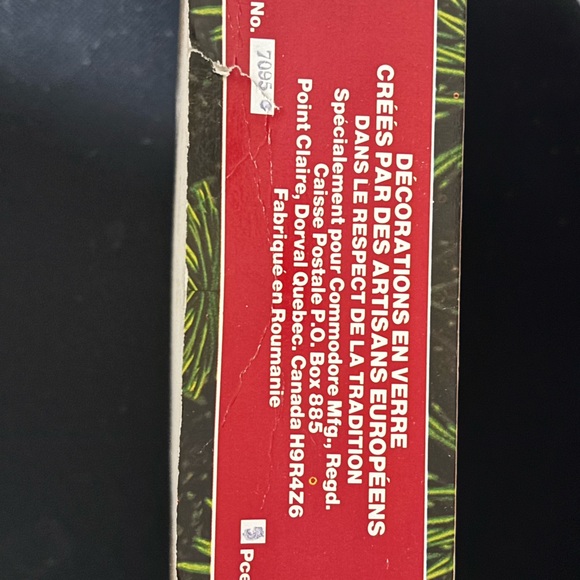 DÉCORATIONS EN VERRE
CRÉÉS PAR DES ARTISANS EUROPÉENS
DANS LE RESPECT DE LA TRADITION
Spécialement pour Commodore Mfg., Regd.
Caisse Postale P.O. Box 885
Point Claire, Dorval Quebec. Canada H9R4Z6
Fabriqué en Roumanie
No. 7095
Pce